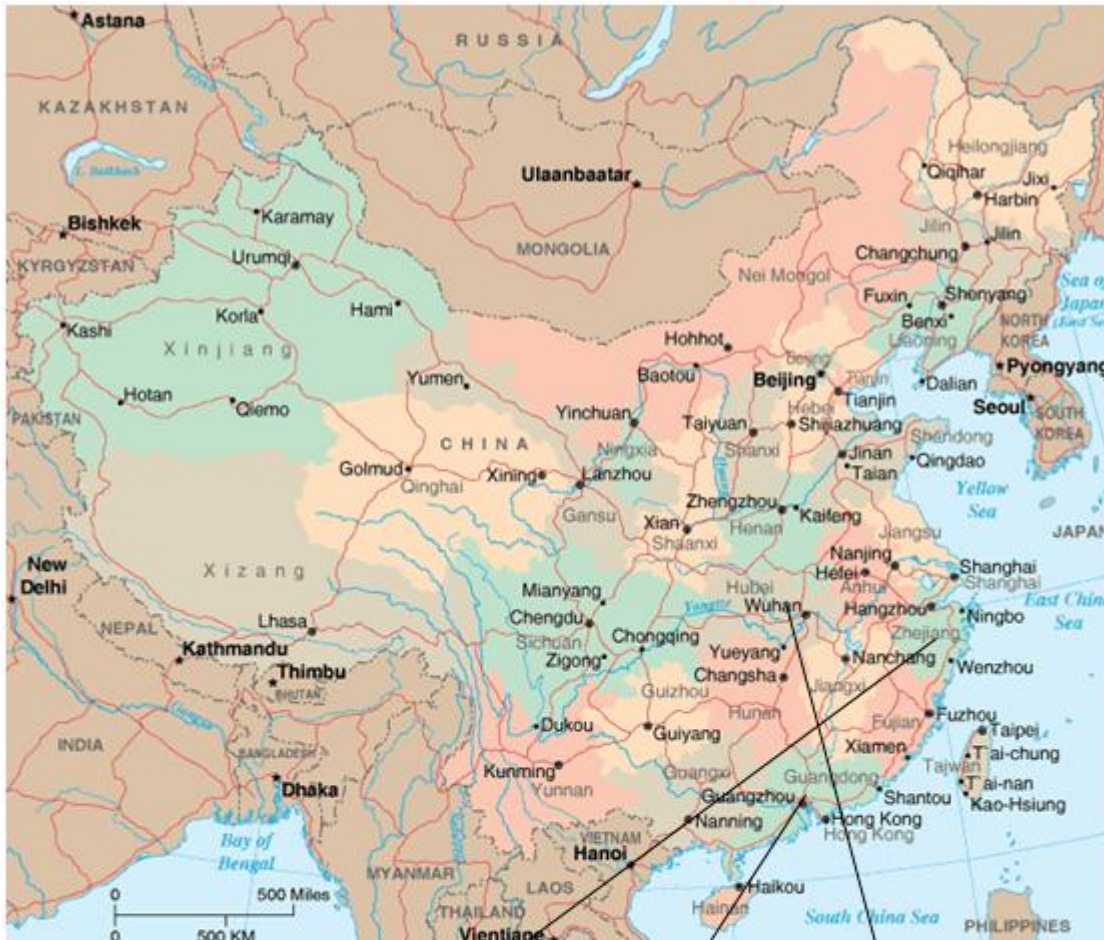 Astana
RUSSIA
KAZAKHSTAN
Irtysh
L. Balkhash
Ulaanbaatar
Heilongjiang
Qiqihar
Jixi
Harbin
Karamay
Bishkek
MONGOLIA
Jilin
Jilin
Changchung
KYRGYZSTAN
Urumqi
Nei Mongol
Sea of
Japan
(East Sea)
Fuxin
Shenyang
Hami
Korla
Benxi
NORTH
KOREA
Kashi
Xinjiang
Hohhot
Liaoning
Beijing
Baotou
Beijing
Pyongyang
Yumen
Tianjin
Dalian
Tianjin
Hotan
Qiemo
Hebei
Seoul
PAKISTAN
Yinchuan
Taiyuan
Shijiazhuang
SOUTH
KOREA
CHINA
Ningxia
Shanxi
Shandong
Jinan
Golmud
Xining
Lanzhou
Taian
Qingdao
Qinghai
Huang
Yellow
Sea
Gansu
Zhengzhou
Kaifeng
Xian
Henan
Jiangsu
JAPAN
Shaanxi
New
Delhi
Xizang
Nanjing
Shanghai
Hefei
Anhui
Shanghai
Mianyang
Hubei
Yangtze
Wuhan
Hangzhou
Ningbo
East China
Sea
Lhasa
Chengdu
Sichuan
Chongqing
Zhejiang
NEPAL
Kathmandu
Zigong
Yueyang
Nanchang
Wenzhou
Thimbu
Changsha
BHUTAN
Guizhou
Jiangxi
Hunan
Fujian
Fuzhou
Dukou
Guiyang
Taipei
INDIA
Ganges
BANGLADESH
Xiamen
T'ai-chung
Kunming
Guangxi
Guangdong
Taiwan
Yunnan
T'ai-nan
Dhaka
Guangzhou
Shantou
Kao-Hsiung
Nanning
Hong Kong
Hong Kong
Bay of
Bengal
VIETNAM
Hanoi
MYANMAR
LAOS
Haikou
0
500 Miles
Hainan
THAILAND
South China Sea
PHILIPPINES
0
500 KM
Vientiane